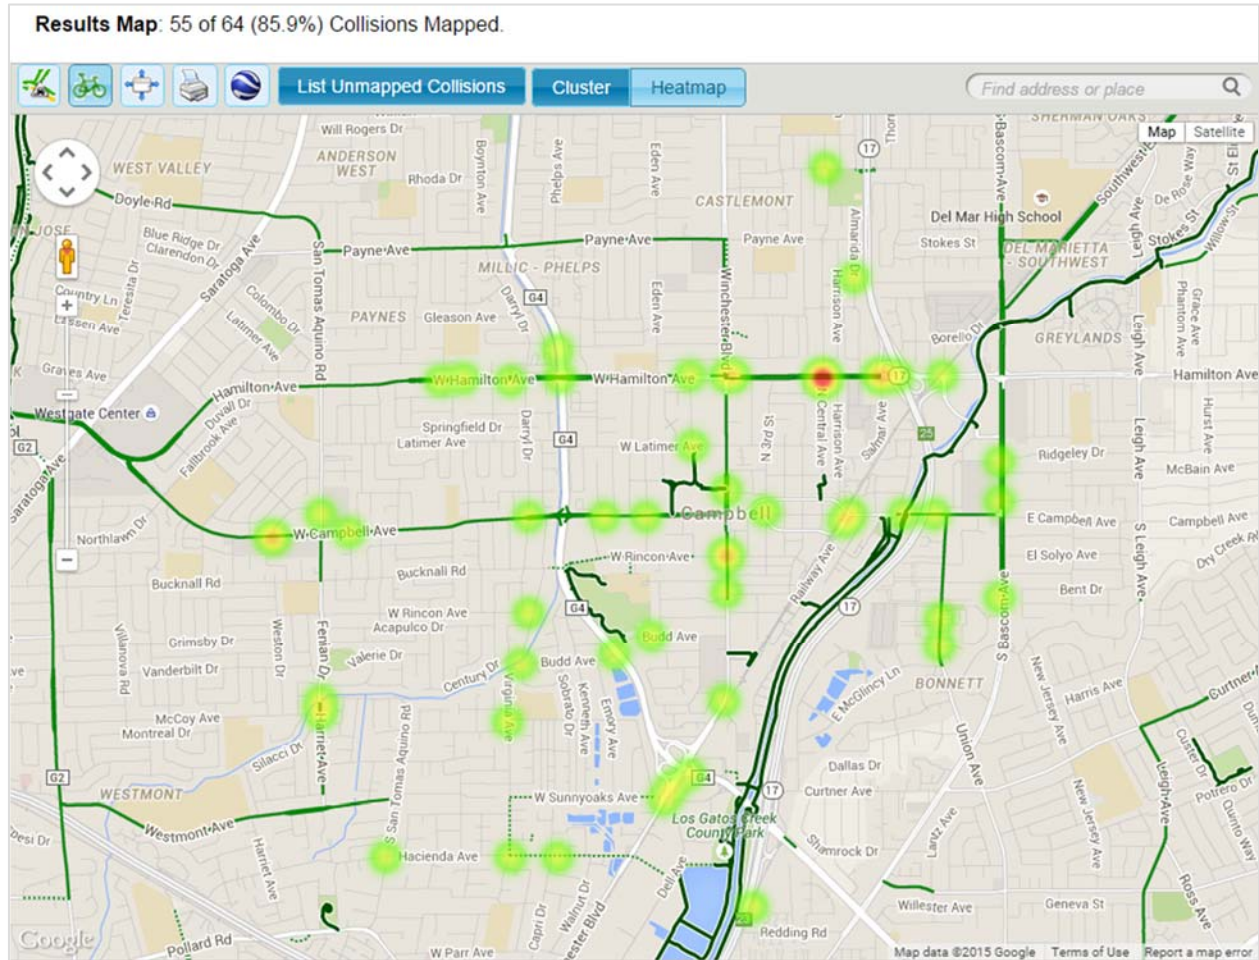 Results Map: 55 of 64 (85.9%) Collisions Mapped.
List Unmapped Collisions
Cluster
Heatmap
Find address or place
Map
Satellite
Will Rogers Dr
SHERMAN OAKS
WEST VALLEY
ANDERSON
WEST
Rhoda Dr
Boynton Ave
Phelps Ave
Eden Ave
17
S Bascom Ave
De Rose Way
CASTLEMONT
Doyle Rd
Del Mar High School
Leigh Ave
Stokes St
Willow St
Blue Ridge Dr
Clarendon Dr
Saratoga Ave
San Tomas Aquino Rd
Payne Ave
Payne Ave
Payne Ave
Almarida Dr
Stokes St
DEL MARIETTA
- SOUTHWEST
Teresita Dr
MILLIC - PHELPS
Country Ln
Colombo Dr
G4
Darryl Dr
Eden Ave
Winchester Blvd
Harrison Ave
Grace Ave
Phantom Ave
Lassen Ave
Latimer Ave
PAYNES
Gleason Ave
Borello Dr
GREYLANDS
Leigh Ave
Graves Ave
Hamilton Ave
W Hamilton Ave
W Hamilton Ave
17
Hamilton Ave
Westgate Center
Duvall Dr
Fallbrook Ave
Springfield Dr
Latimer Ave
Darryl Dr
G4
W Latimer Ave
N 3rd St
N Central Ave
Harrison Ave
Salmar Ave
25
Hurst Ave
Leigh Ave
Ridgeley Dr
McBain Ave
G2
Saratoga Ave
Campbell
Northlawn Dr
W Campbell Ave
E Campbell Ave
Campbell Ave
S Leigh Ave
Dry Creek Rd
W Rincon Ave
El Solyo Ave
Bucknall Rd
Bucknall Rd
Railway Ave
Bent Dr
G4
17
W Rincon Ave
Acapulco Dr
S Bascom Ave
Villanova Rd
Grimsby Dr
Weston Dr
Fenian Dr
Valerie Dr
Budd Ave
Vanderbilt Dr
Century Dr
Budd Ave
Virginia Ave
Sobrato Dr
Kenneth Ave
Emory Ave
E McGlincy Ln
BONNETT
New Jersey Ave
Harris Ave
McCoy Ave
Montreal Dr
Harriet Ave
Silacci Dr
S San Tomas Aquino Rd
Union Ave
Custer Dr
G2
G4
17
Dallas Dr
Curtner Ave
Potrero Dr
WESTMONT
W Sunnyoaks Ave
Los Gatos Creek
County Park
New Jersey Ave
Leigh Ave
Quinto Way
Westmont Ave
Lantz Ave
Shamrock Dr
Harriet Ave
Hacienda Ave
Dell Ave
Capri Dr
Walnut Dr
Willester Ave
Geneva St
Ross Ave
Pollard Rd
W Parr Ave
Redding Rd
Google
Map data ©2015 Google
Terms of Use
Report a map error